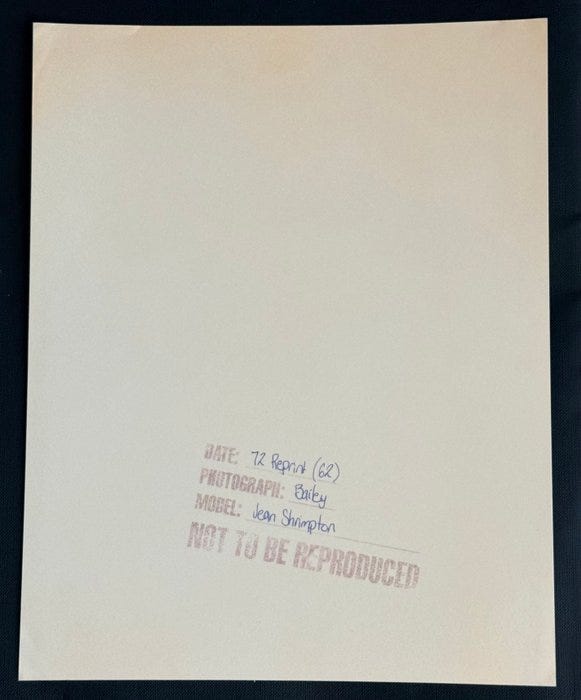 DATE: 72 Reprint (62)
PHOTOGRAPH: Bailey
MODEL: Jean Shrimpton
NOT TO BE REPRODUCED